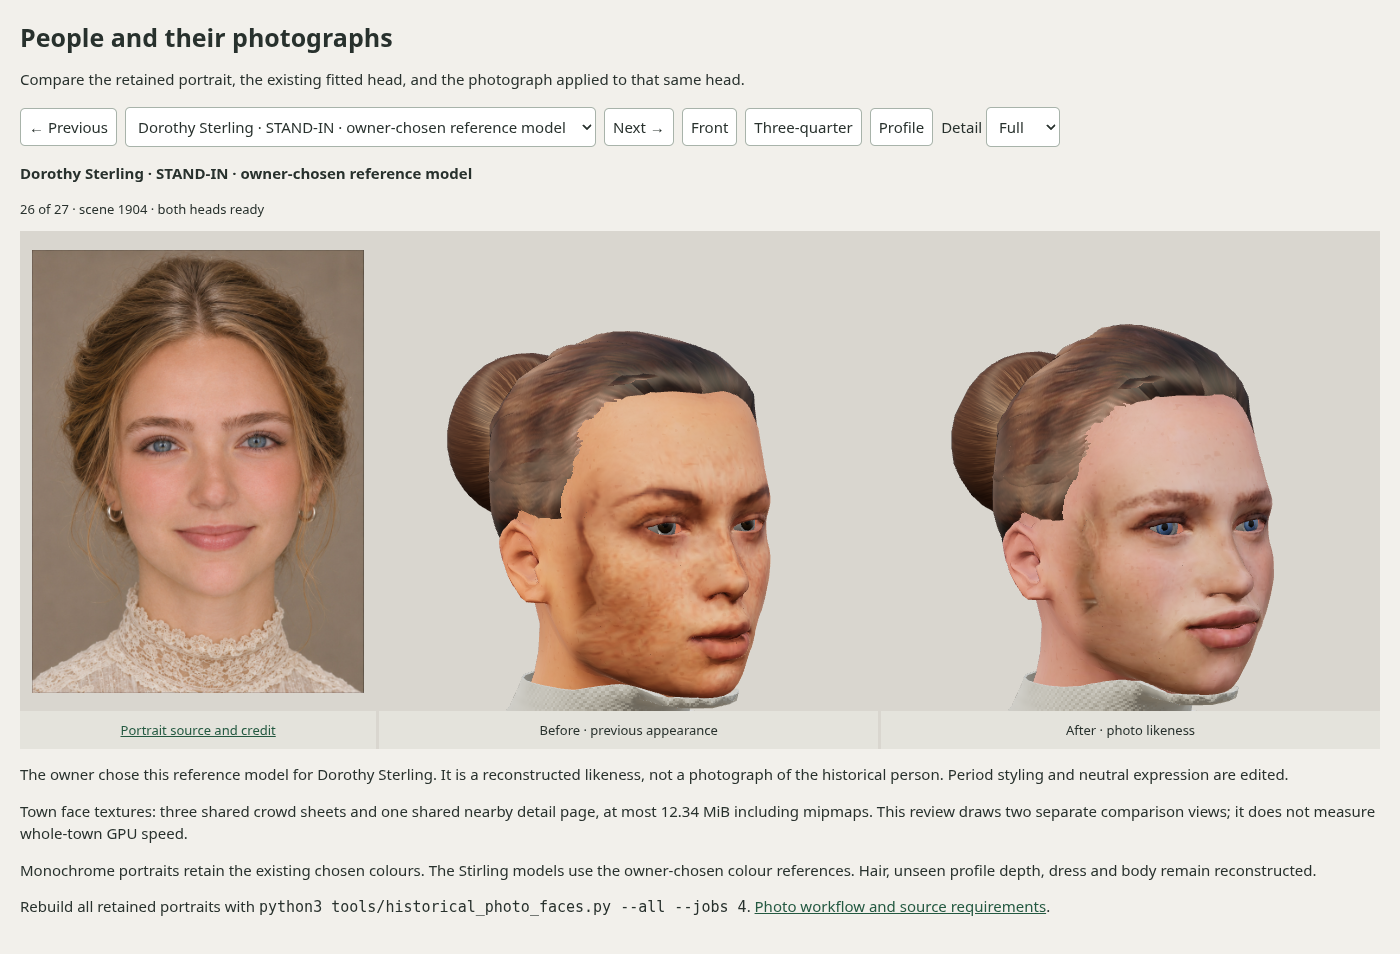 People and their photographs
Compare the retained portrait, the existing fitted head, and the photograph applied to that same head.
← Previous
Dorothy Sterling · STAND-IN · owner-chosen reference model
Next →
Front
Three-quarter
Profile
Detail
Full
Dorothy Sterling · STAND-IN · owner-chosen reference model
26 of 27 · scene 1904 · both heads ready
Portrait source and credit
Before · previous appearance
After · photo likeness
The owner chose this reference model for Dorothy Sterling. It is a reconstructed likeness, not a photograph of the historical person. Period styling and neutral expression are edited.
Town face textures: three shared crowd sheets and one shared nearby detail page, at most 12.34 MiB including mipmaps. This review draws two separate comparison views; it does not measure
whole-town GPU speed.
Monochrome portraits retain the existing chosen colours. The Stirling models use the owner-chosen colour references. Hair, unseen profile depth, dress and body remain reconstructed.
Rebuild all retained portraits with python3 tools/historical_photo_faces.py --all --jobs 4. Photo workflow and source requirements.